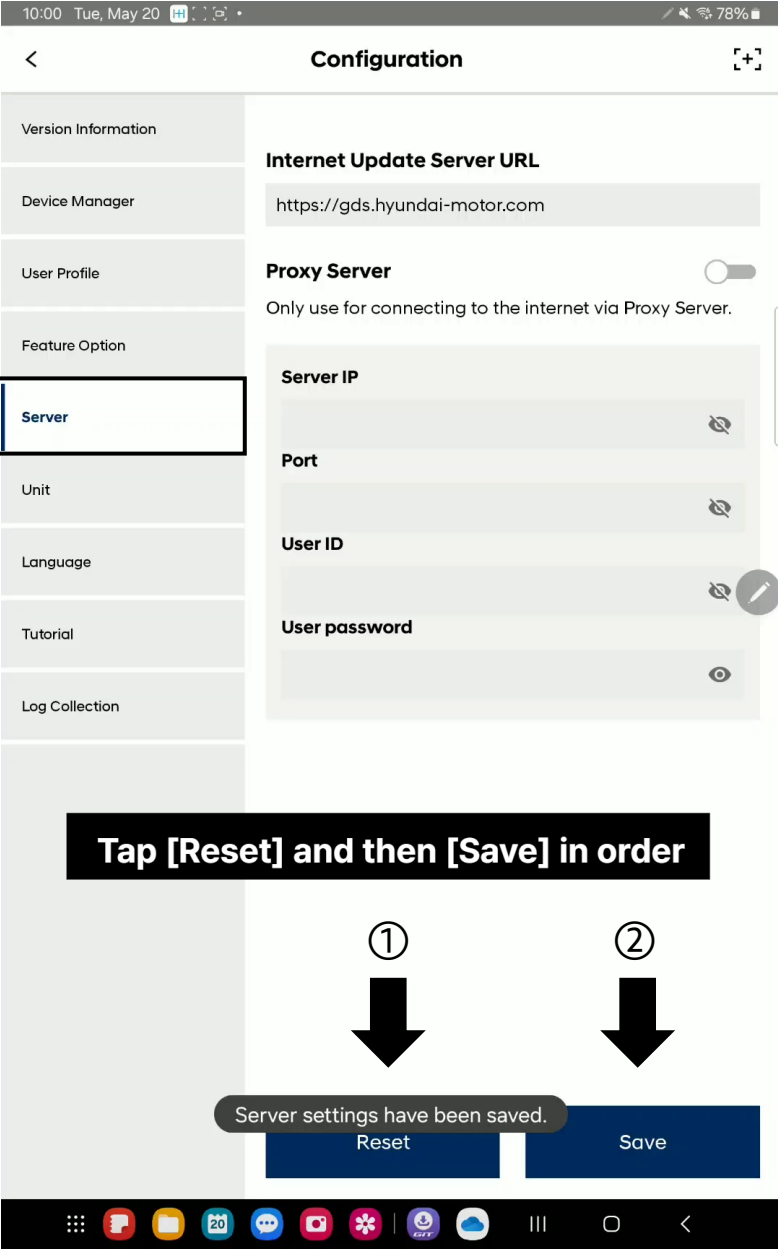 10:00 Tue, May 20
78%
Configuration
Version Information
Device Manager
User Profile
Feature Option
Server
Unit
Language
Tutorial
Log Collection
Internet Update Server URL
https://gds.hyundai-motor.com
Proxy Server
Only use for connecting to the internet via Proxy Server.
Server IP
Port
User ID
User password
Tap [Reset] and then [Save] in order
① ②
Server settings have been saved.
Reset
Save
20
GIT